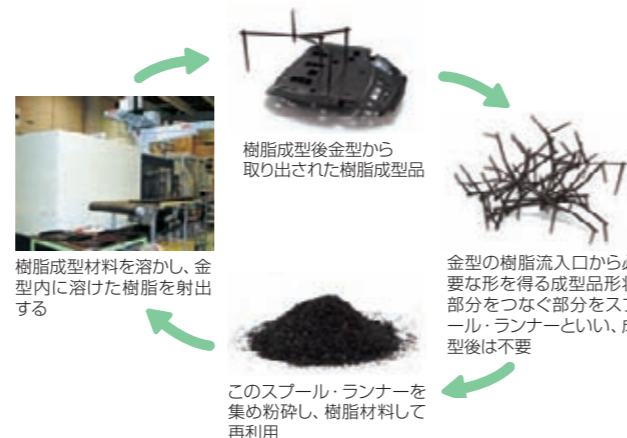 樹脂成型後金型から
取り出された樹脂成型品
樹脂成型材料を溶かし、金
型内に溶けた樹脂を射出
する
金型の樹脂流入口から
要な形を得る成型品形
部分をつなぐ部分をス
ール・ランナーといい、
型後は不要
このスプール・ランナーを
集め粉砕し、樹脂材料して
再利用